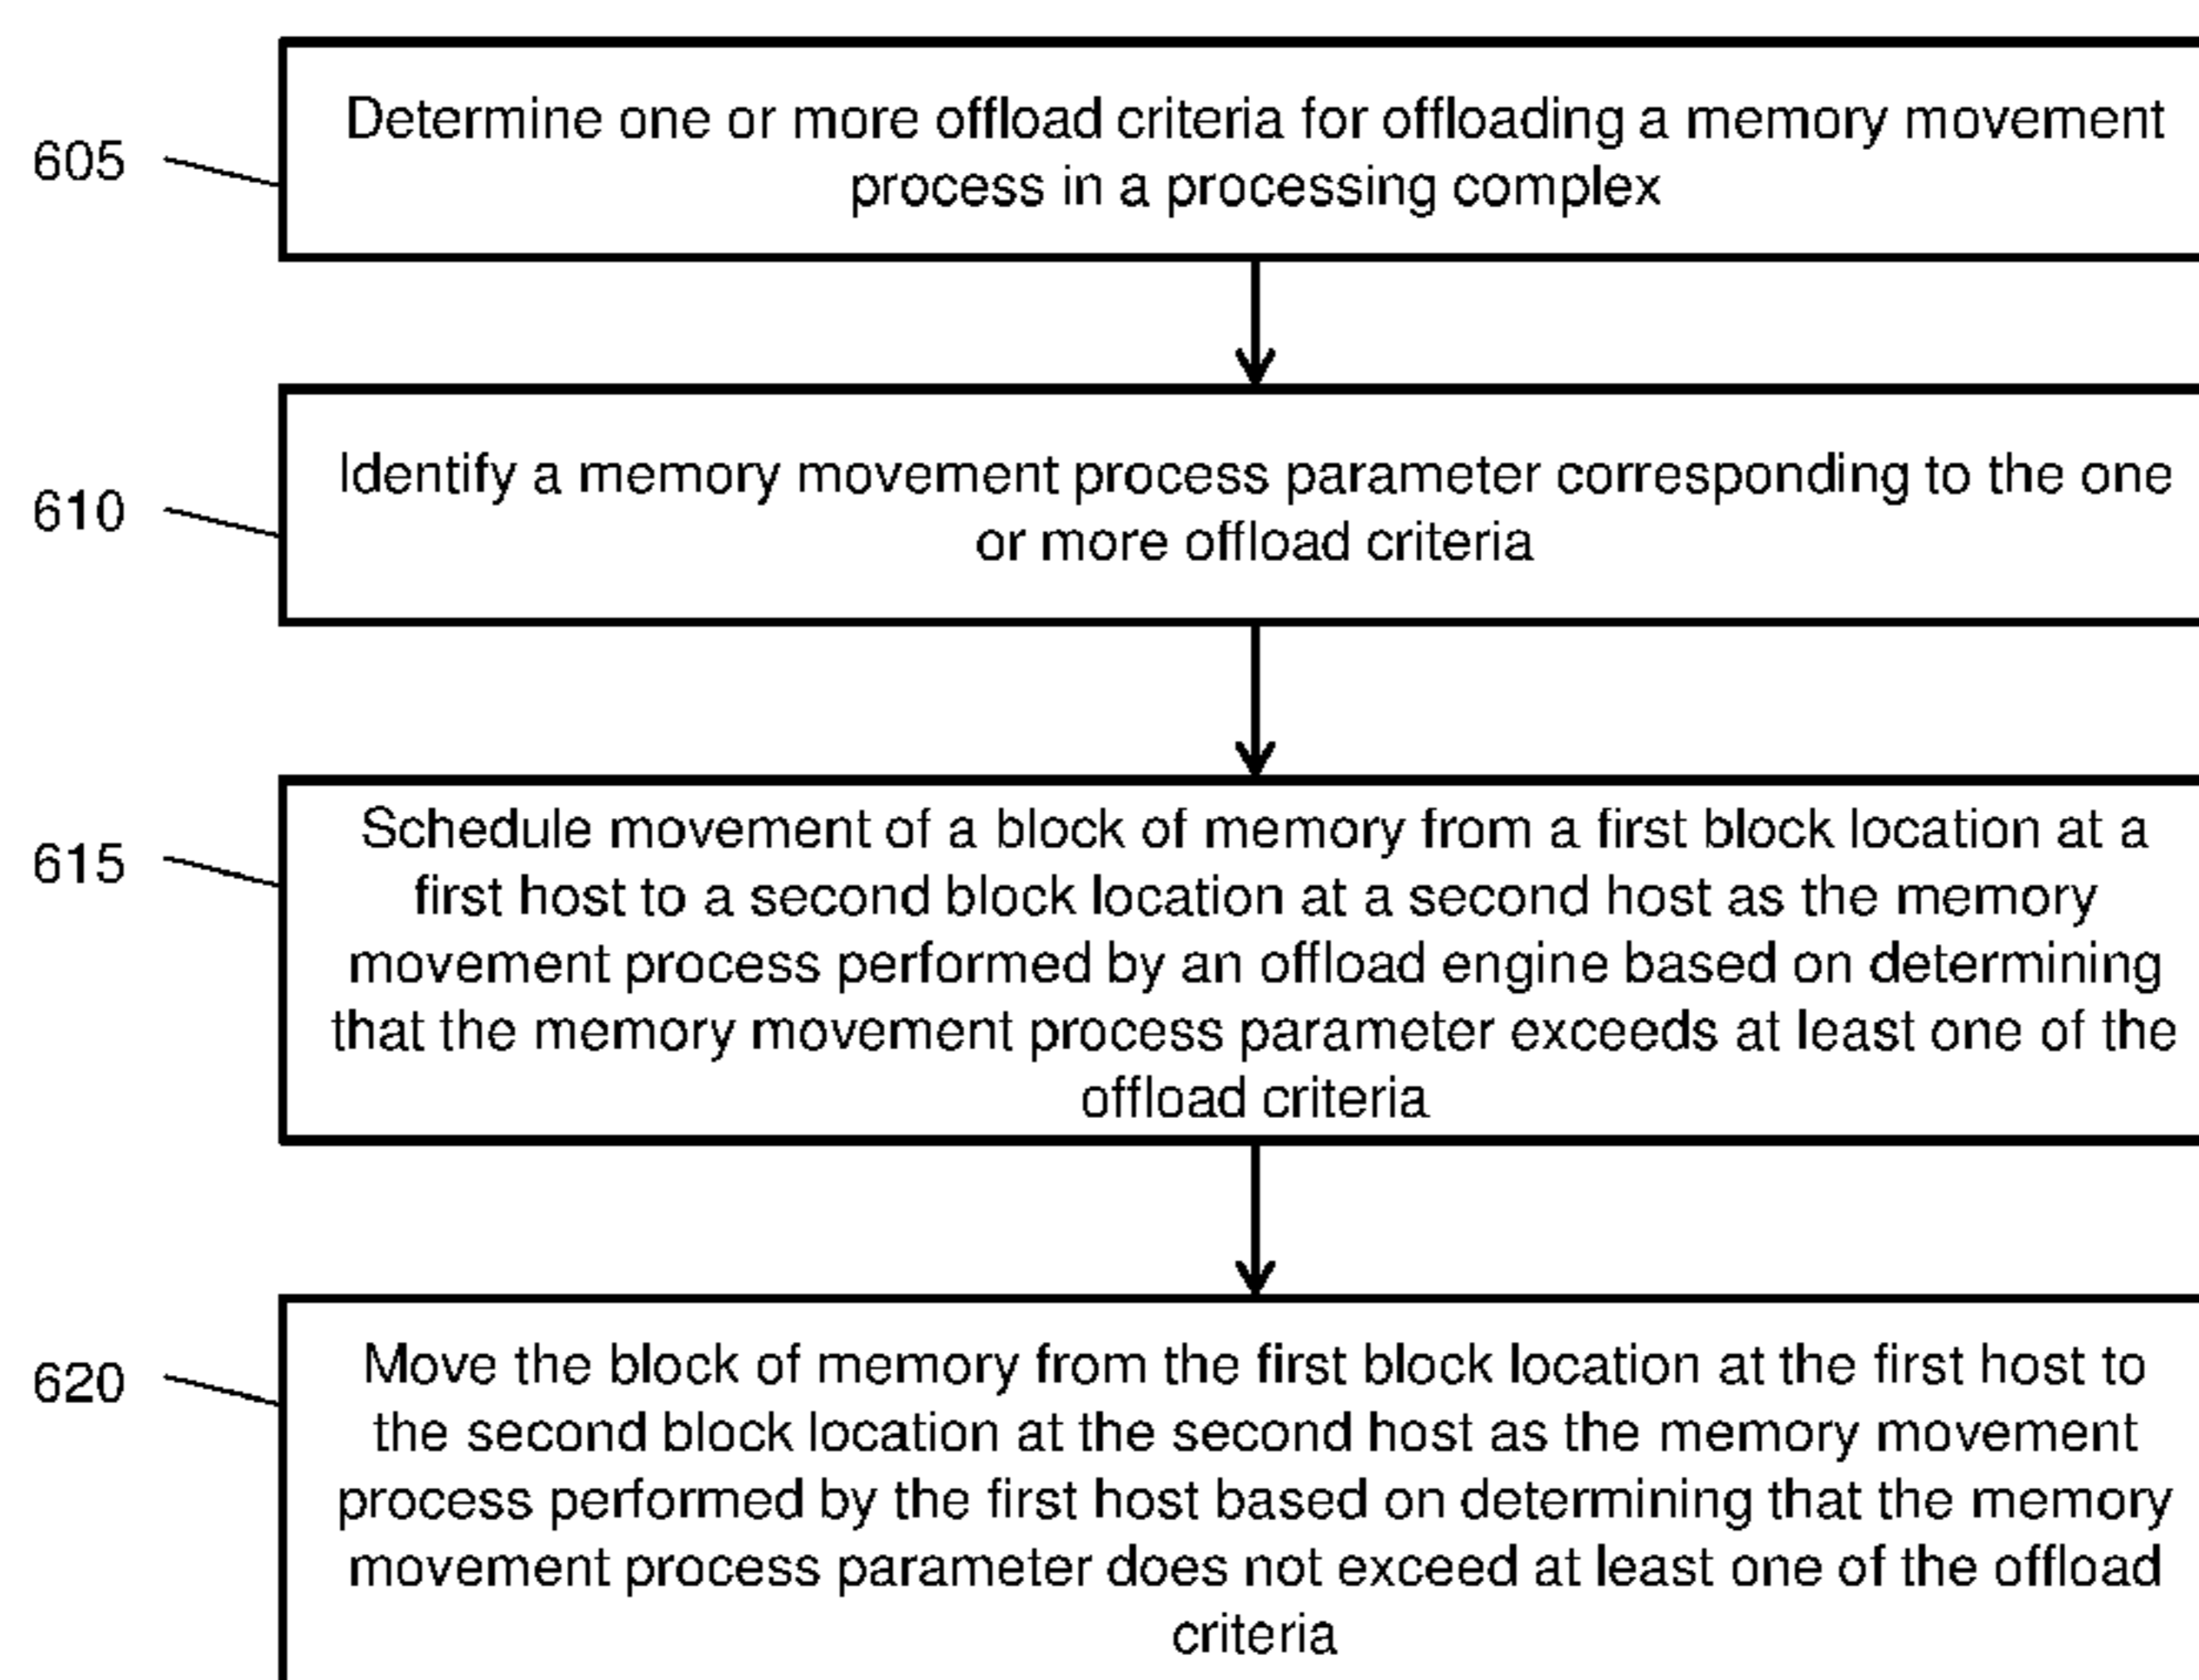 605
Determine one or more offload criteria for offloading a memory movement
process in a processing complex
610
Identify a memory movement process parameter corresponding to the one
or more offload criteria
615
Schedule movement of a block of memory from a first block location at a
first host to a second block location at a second host as the memory
movement process performed by an offload engine based on determining
that the memory movement process parameter exceeds at least one of the
offload criteria
620
Move the block of memory from the first block location at the first host to
the second block location at the second host as the memory movement
process performed by the first host based on determining that the memory
movement process parameter does not exceed at least one of the offload
criteria